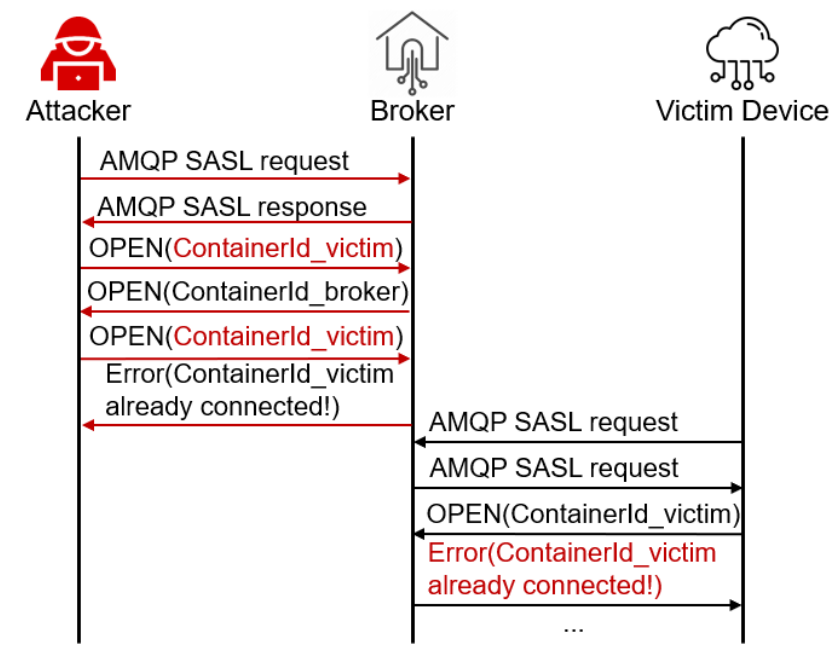 Attacker
Broker
Victim Device
AMQP SASL request
AMQP SASL response
OPEN(ContainerId_victim)
OPEN(ContainerId_broker)
OPEN(ContainerId_victim)
Error(ContainerId_victim
already connected!)
AMQP SASL request
AMQP SASL request
OPEN(ContainerId_victim)
Error(ContainerId_victim
already connected!)
...